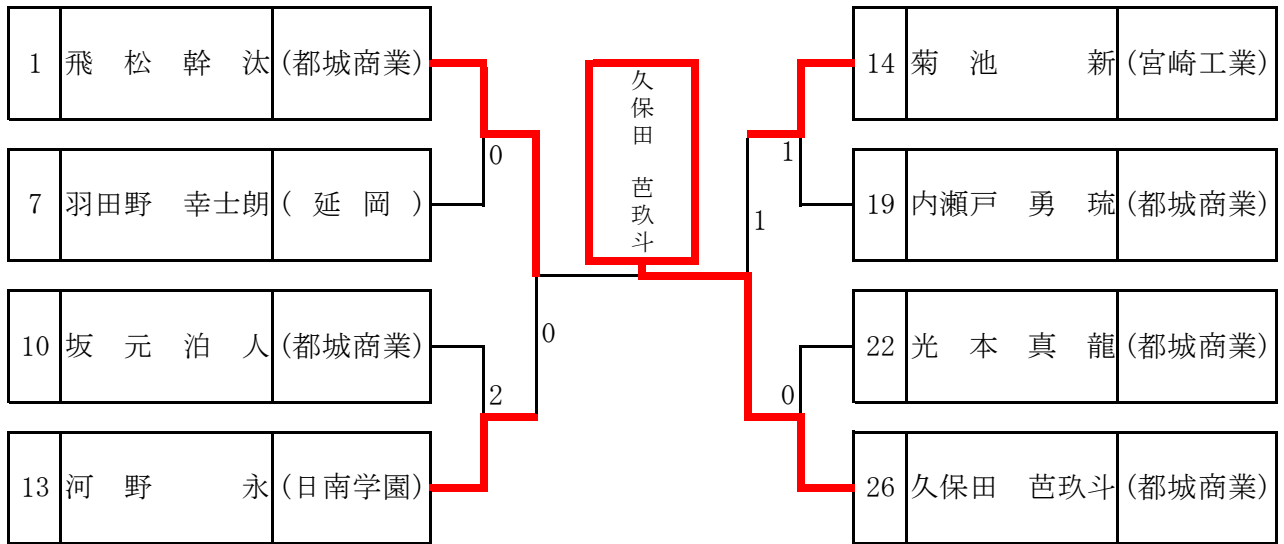 1 飛 松 幹 汰 (都城商業)
7 羽田野 幸士朗 ( 延 岡 )
10 坂 元 泊 人 (都城商業)
13 河 野 永 (日南学園)
0
2
0
久保田 芭玖斗
1
1
0
14 菊 池 新 (宮崎工業)
19 内瀬戸 勇 琉 (都城商業)
22 光 本 真 龍 (都城商業)
26 久保田 芭玖斗 (都城商業)